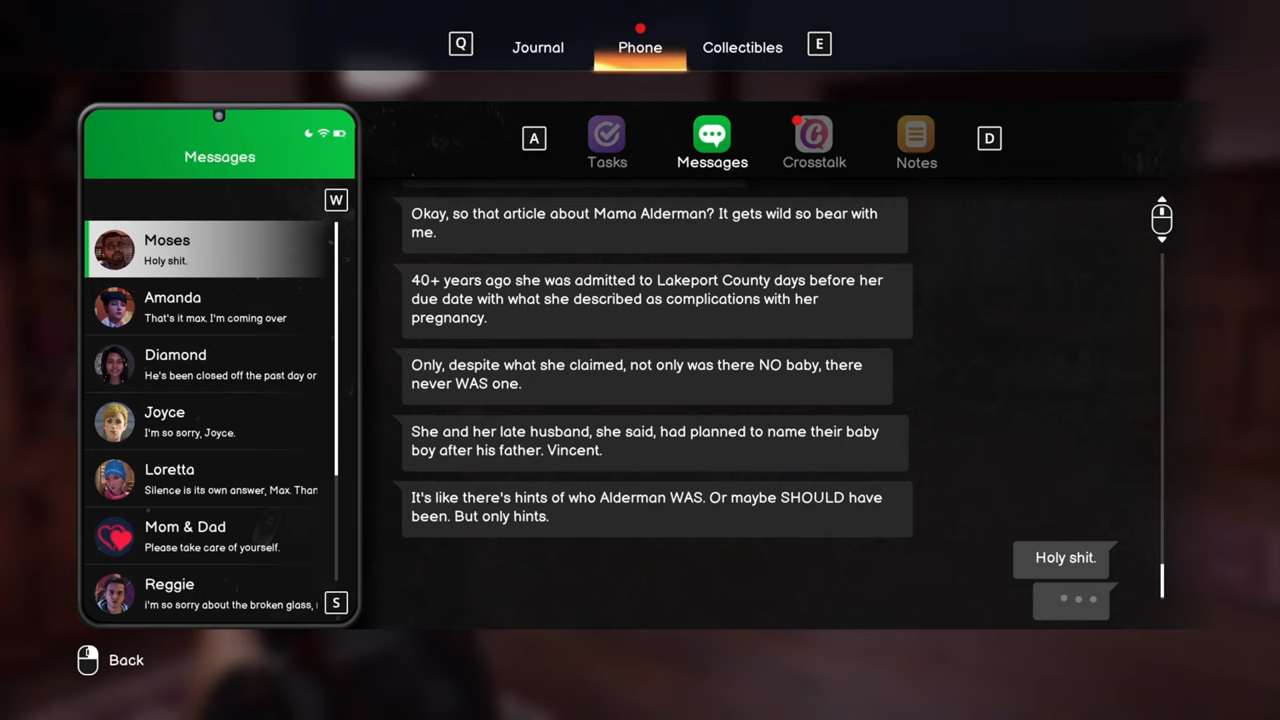 Q
Journal
Phone
Collectibles
E
Messages
W
Moses
Holy shit.
Amanda
That's it max. I'm coming over
Diamond
He's been closed off the past day or
Joyce
I'm so sorry, Joyce.
Loretta
Silence is its own answer, Max. Than
Mom & Dad
Please take care of yourself.
Reggie
i'm so sorry about the broken glass,
S
A
Tasks
Messages
Crosstalk
Notes
D
Okay, so that article about Mama Alderman? It gets wild so bear with
me.
40+ years ago she was admitted to Lakeport County days before her
due date with what she described as complications with her
pregnancy.
Only, despite what she claimed, not only was there NO baby, there
never WAS one.
She and her late husband, she said, had planned to name their baby
boy after his father. Vincent.
It's like there's hints of who Alderman WAS. Or maybe SHOULD have
been. But only hints.
Holy shit.
Back